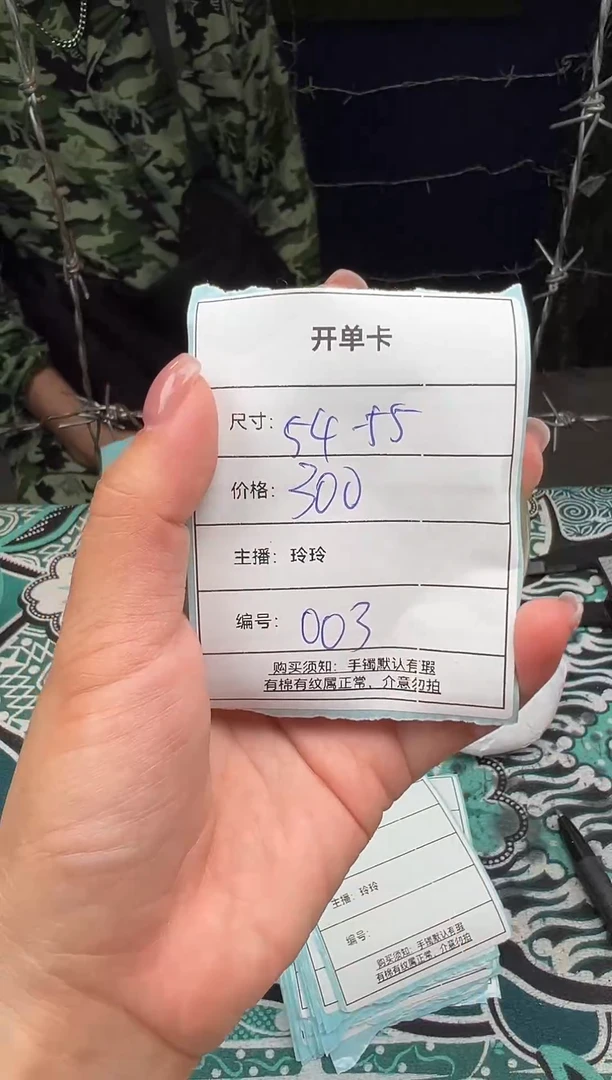 开单卡
尺寸: 54-55
价格: 300
主播: 玲玲
编号: 003
购买须知: 手镯默认有瑕
有棉有纹属正常, 介意勿拍
主播: 玲玲
编号:
购买须知: 手镯默认有瑕
有棉有纹属正常, 介意勿拍